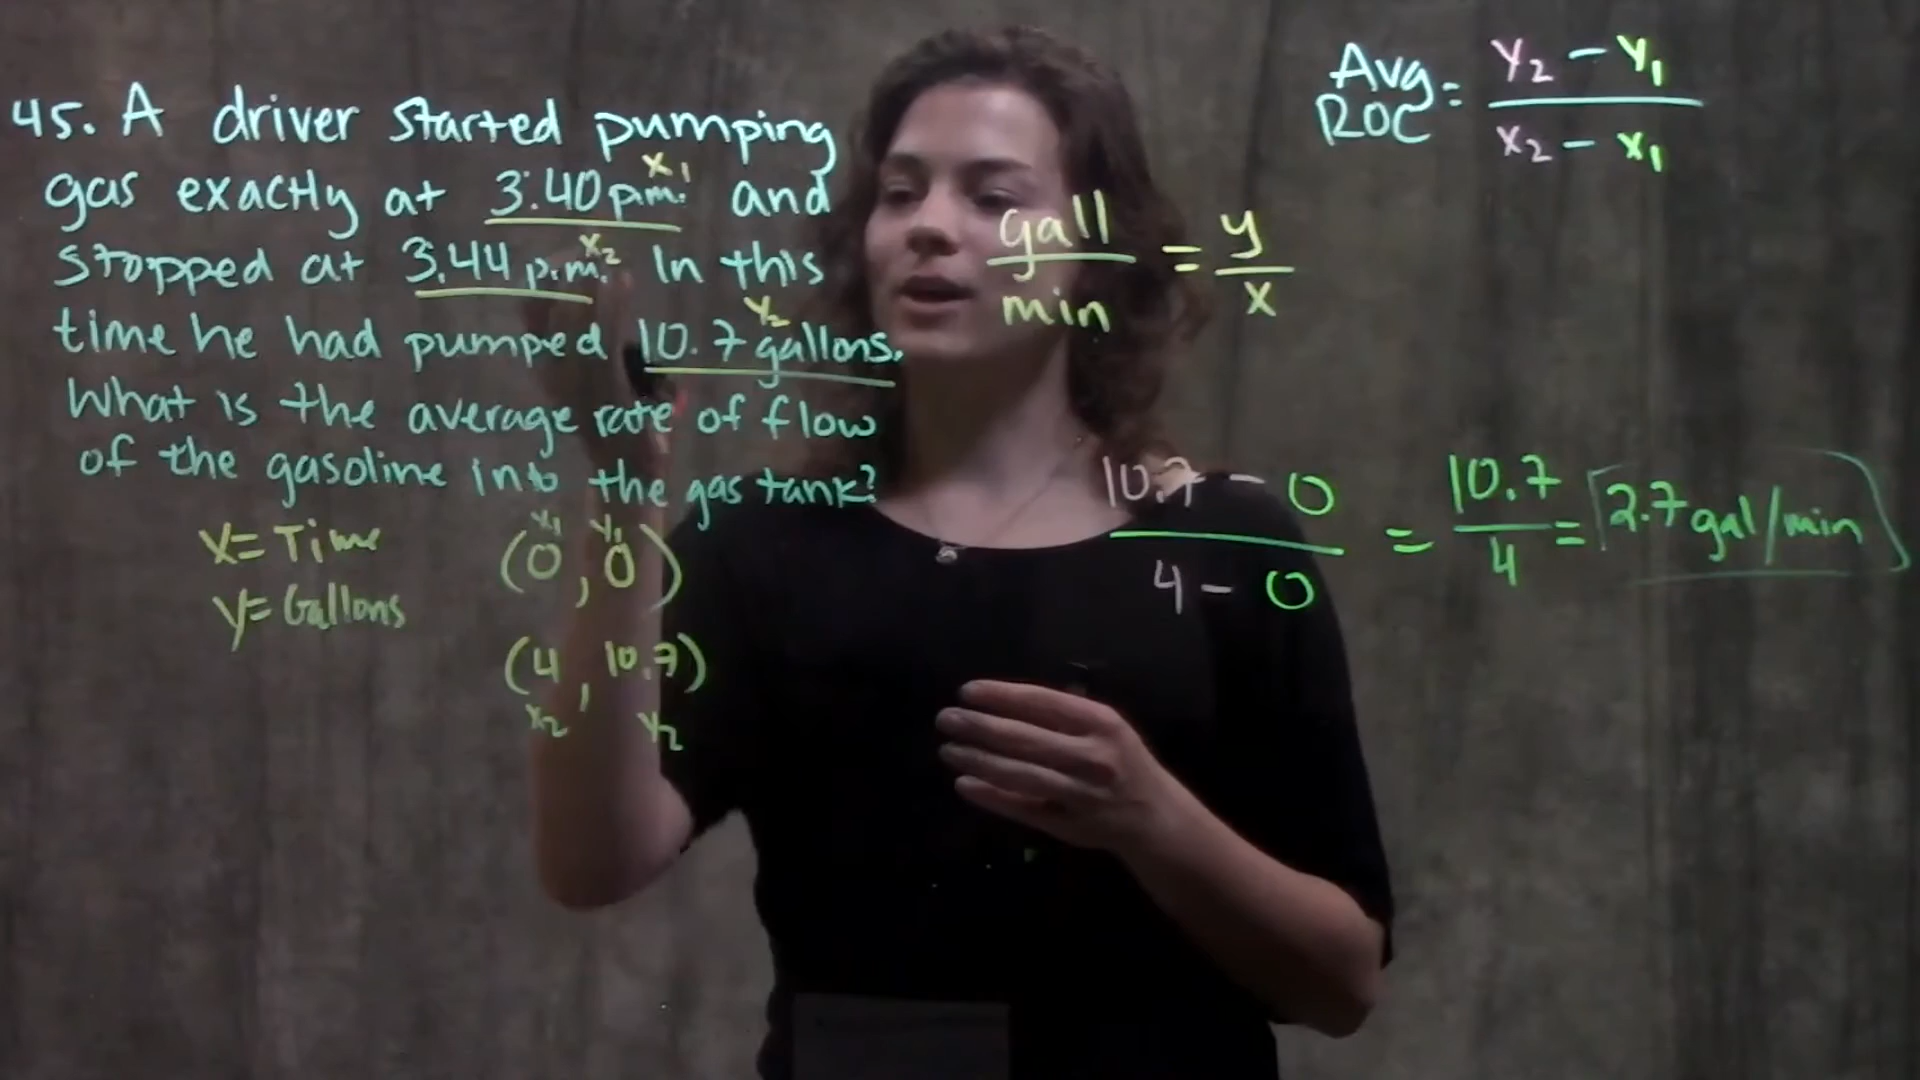 45. A driver started pumping
x1
gas exactly at 3:40 p.m. and
x2
stopped at 3:44 p.m. In this
y2
time he had pumped 10.7 gallons.
What is the average rate of flow
of the gasoline into the gas tank?
x= Time
y= Gallons
x1 y1
(0, 0)
(4, 10.7)
x2 y2
Avg ROC = y2 - y1 / x2 - x1
gall / min = y / x
10.7 - 0 / 4 - 0 = 10.7 / 4 = 2.7 gal/min